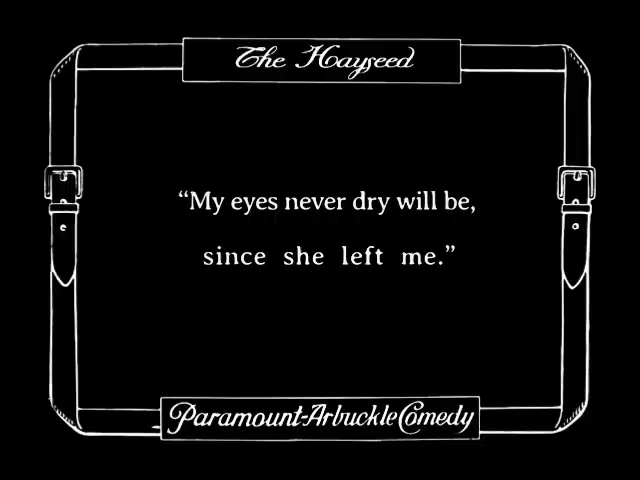 The Hayseed
“My eyes never dry will be,
since she left me.”
Paramount-Arbuckle Comedy